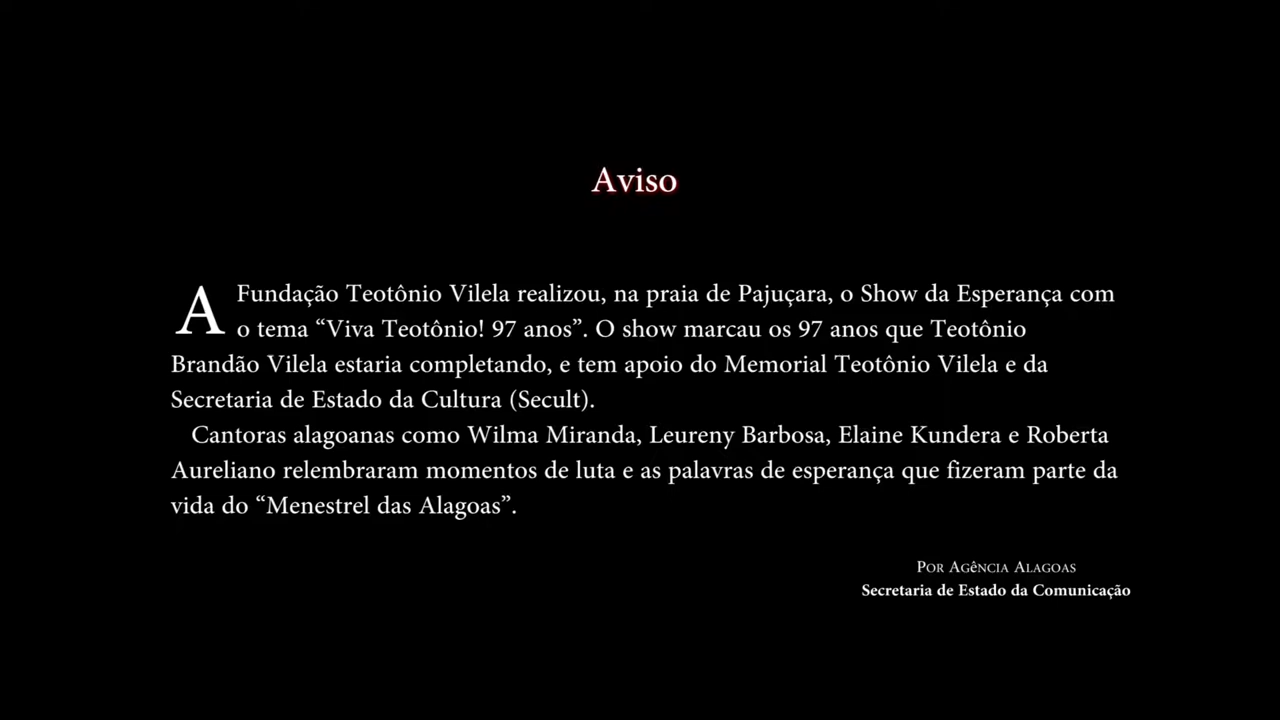 Aviso
A Fundação Teotônio Vilela realizou, na praia de Pajuçara, o Show da Esperança com
o tema “Viva Teotônio! 97 anos”. O show marcau os 97 anos que Teotônio
Brandão Vilela estaria completando, e tem apoio do Memorial Teotônio Vilela e da
Secretaria de Estado da Cultura (Secult).
Cantoras alagoanas como Wilma Miranda, Leureny Barbosa, Elaine Kundera e Roberta
Aureliano relembraram momentos de luta e as palavras de esperança que fizeram parte da
vida do “Menestrel das Alagoas”.
Por Agência Alagoas
Secretaria de Estado da Comunicação